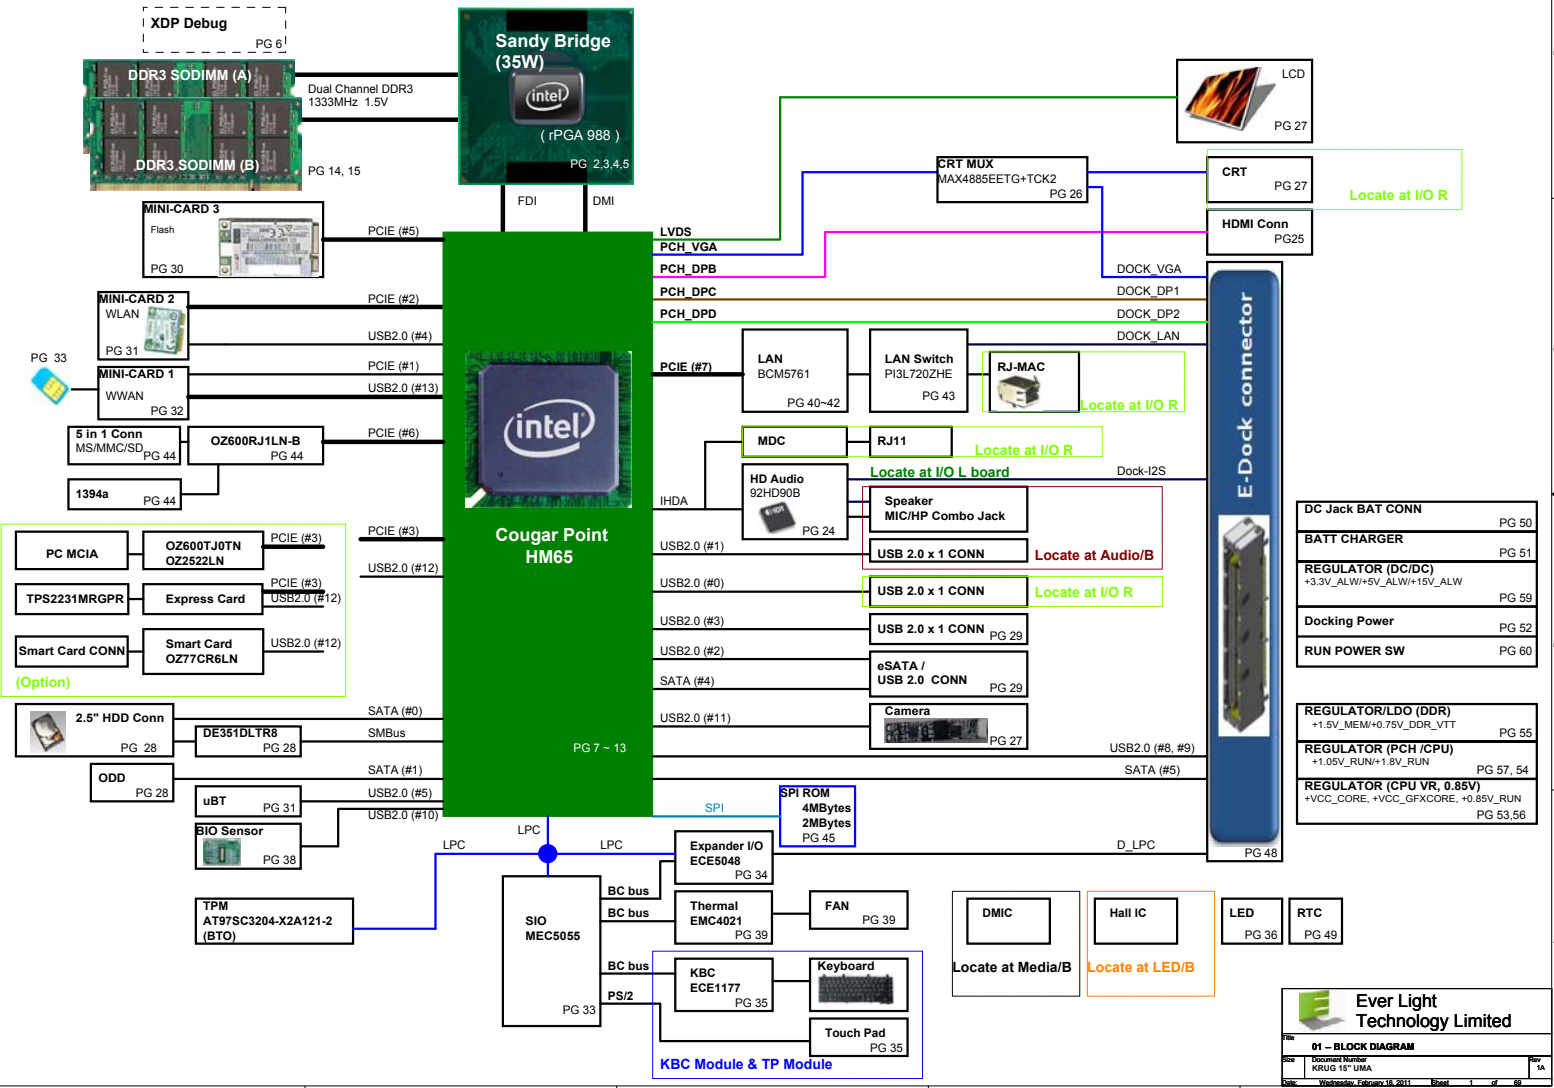 XDP Debug
PG 6
DDR3 SODIMM (A)
DDR3 SODIMM (B)
Dual Channel DDR3
1333MHz 1.5V
PG 14, 15
Sandy Bridge
(35W)
(intel)
( rPGA 988 )
PG 2,3,4,5
FDI
DMI
LCD
PG 27
CRT MUX
MAX4885EETG+TCK2
PG 26
CRT
PG 27
Locate at I/O R
HDMI Conn
PG25
MINI-CARD 3
Flash
PG 30
PCIE (#5)
LVDS
PCH_VGA
PCH_DPB
PCH_DPC
PCH_DPD
DOCK_VGA
DOCK_DP1
DOCK_DP2
DOCK_LAN
MINI-CARD 2
WLAN
PG 31
PCIE (#2)
USB2.0 (#4)
PG 33
MINI-CARD 1
WWAN
PG 32
PCIE (#1)
USB2.0 (#13)
5 in 1 Conn
MS/MMC/SD
PG 44
OZ600RJ1LN-B
PG 44
PCIE (#6)
1394a
PG 44
PCIE (#7)
LAN
BCM5761
PG 40~42
LAN Switch
PI3L720ZHE
PG 43
RJ-MAC
Locate at I/O R
MDC
RJ11
Locate at I/O R
intel
Cougar Point
HM65
PG 7 ~ 13
IHDA
HD Audio
92HD90B
PG 24
Locate at I/O L board
Dock-I2S
Speaker
MIC/HP Combo Jack
USB2.0 (#1)
USB 2.0 x 1 CONN
Locate at Audio/B
USB2.0 (#0)
USB 2.0 x 1 CONN
Locate at I/O R
USB2.0 (#3)
USB 2.0 x 1 CONN
PG 29
USB2.0 (#2)
SATA (#4)
eSATA /
USB 2.0 CONN
PG 29
USB2.0 (#11)
Camera
PG 27
USB2.0 (#8, #9)
SATA (#5)
E-Dock connector
PG 48
PC MCIA
OZ600TJ0TN
OZ2522LN
PCIE (#3)
PCIE (#3)
USB2.0 (#12)
TPS2231MRGPR
Express Card
PCIE (#3)
USB2.0 (#12)
Smart Card CONN
Smart Card
OZ77CR6LN
USB2.0 (#12)
(Option)
2.5" HDD Conn
PG 28
SATA (#0)
DE351DLTR8
PG 28
SMBus
ODD
PG 28
SATA (#1)
uBT
PG 31
USB2.0 (#5)
USB2.0 (#10)
BIO Sensor
PG 38
SPI
SPI ROM
4MBytes
2MBytes
PG 45
LPC
LPC
LPC
Expander I/O
ECE5048
PG 34
D_LPC
TPM
AT97SC3204-X2A121-2
(BTO)
SIO
MEC5055
PG 33
BC bus
BC bus
BC bus
PS/2
Thermal
EMC4021
PG 39
FAN
PG 39
KBC
ECE1177
PG 35
Keyboard
Touch Pad
PG 35
KBC Module & TP Module
DMIC
Locate at Media/B
Hall IC
Locate at LED/B
LED
PG 36
RTC
PG 49
DC Jack BAT CONN
PG 50
BATT CHARGER
PG 51
REGULATOR (DC/DC)
+3.3V_ALW/+5V_ALW/+15V_ALW
PG 59
Docking Power
PG 52
RUN POWER SW
PG 60
REGULATOR/LDO (DDR)
+1.5V_MEM/+0.75V_DDR_VTT
PG 55
REGULATOR (PCH /CPU)
+1.05V_RUN/+1.8V_RUN
PG 57, 54
REGULATOR (CPU VR, 0.85V)
+VCC_CORE, +VCC_GFXCORE, +0.85V_RUN
PG 53,56
Ever Light
Technology Limited
Title
01 -- BLOCK DIAGRAM
Size
Document Number
Rev
KRUG 15" UMA
1A
Date: Wednesday, February 16, 2011 Sheet 1 of 69